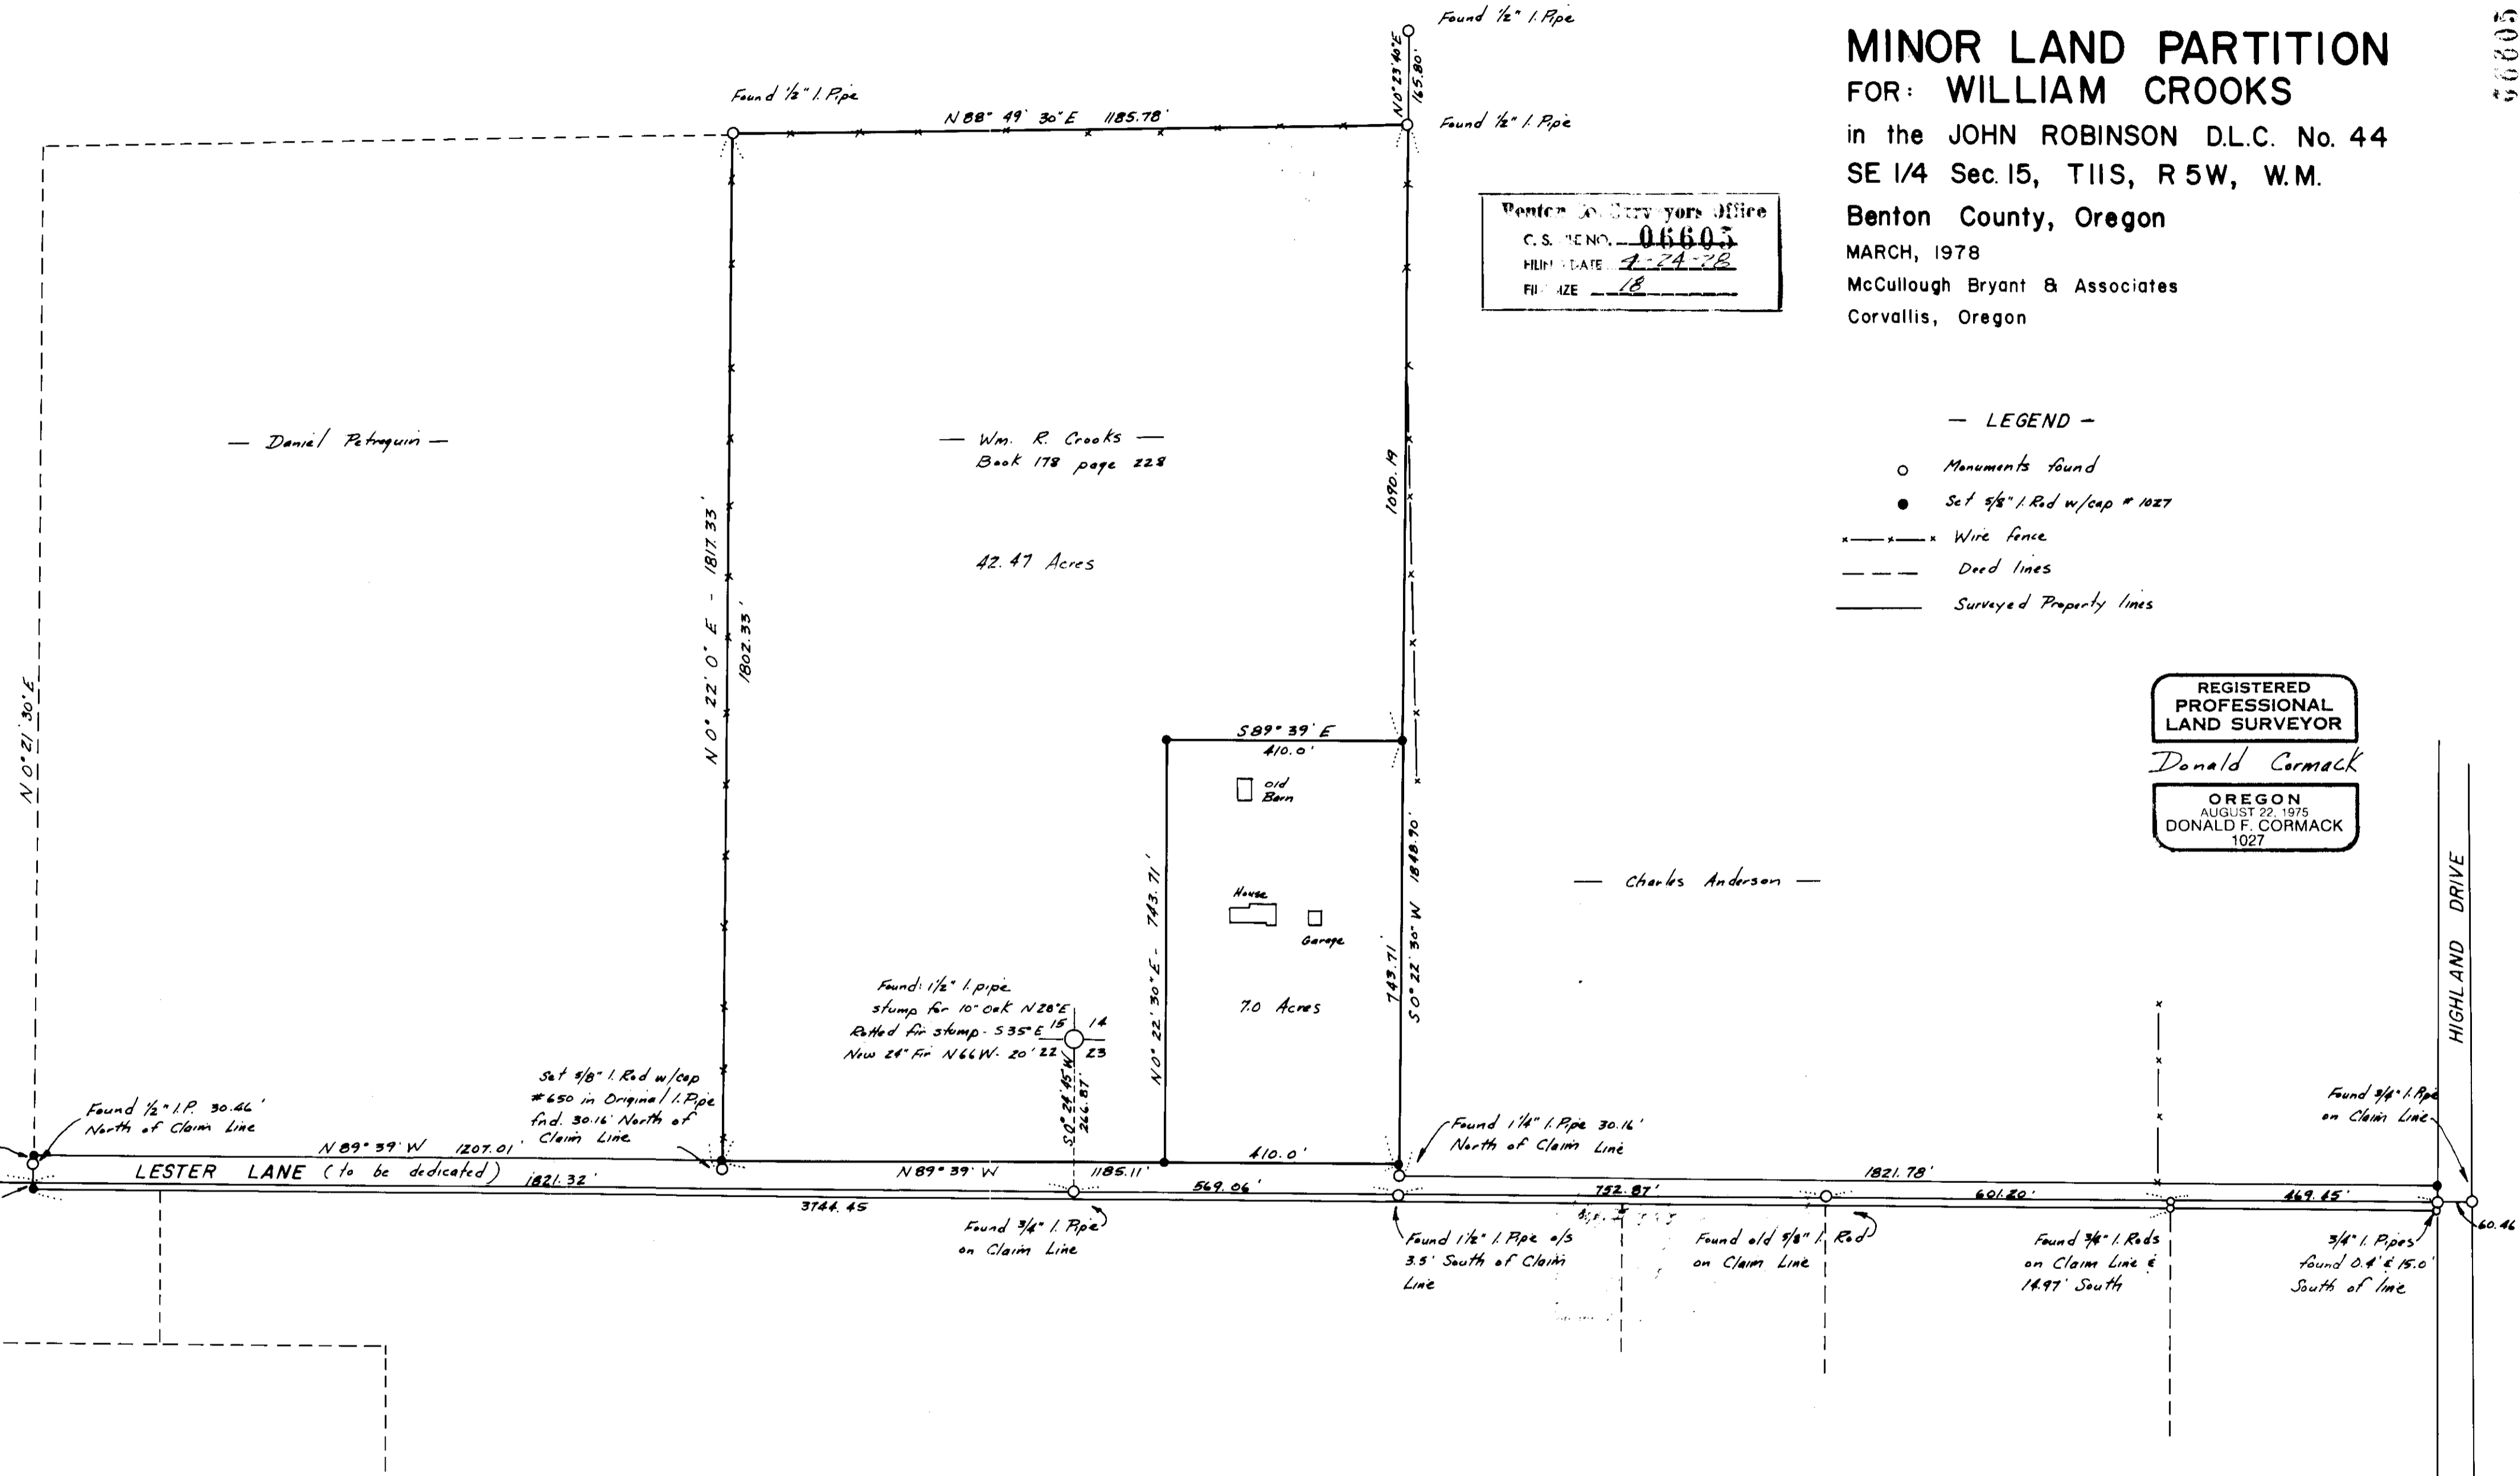 Found 1/2" I. Pipe
06605
MINOR LAND PARTITION
FOR: WILLIAM CROOKS
in the JOHN ROBINSON D.L.C. No. 44
SE 1/4 Sec. 15, T11S, R 5W, W.M.
Benton County, Oregon
MARCH, 1978
McCullough Bryant & Associates
Corvallis, Oregon
N 0° 23' 40" E
165.80'
Found 1/2" I. Pipe
N 88° 49' 30" E 1185.78'
Found 1/2" I. Pipe
Benton Co. Surveyors Office
C. S. FILE NO. 06605
FILING DATE 4-24-78
FILE SIZE 18
— Daniel Petrequin —
— Wm. R. Crooks —
Book 178 page 228
42.47 Acres
1090.19
N 0° 22' 0" E - 1817.33'
1802.33'
N 0° 21' 30" E
— LEGEND —
Monuments found
Set 5/8" I. Rod w/cap # 1027
Wire fence
Deed lines
Surveyed Property lines
REGISTERED
PROFESSIONAL
LAND SURVEYOR
Donald Cormack
OREGON
AUGUST 22, 1975
DONALD F. CORMACK
1027
S 89° 39' E
410.0'
old
Barn
House
Garage
7.0 Acres
N 0° 22' 30" E - 743.71'
743.71'
S 0° 22' 30" W 1848.90'
— Charles Anderson —
HIGHLAND DRIVE
Found: 1 1/2" I. pipe
stump for 10" Oak N 28° E
Rotted fir stump - S 35° E
New 24" Fir N 66 W - 20'
15 14
22 23
S 0° 24' 45" W
266.87'
Set 5/8" I. Rod w/cap
#650 in Original I. Pipe
fnd. 30.16' North of
Claim Line
Found 1/2" I.P. 30.46'
North of Claim Line
Found 1 1/4" I. Pipe 30.16'
North of Claim Line
Found 3/4" I. Pipe
on Claim Line
N 89° 39' W 1207.01'
LESTER LANE (to be dedicated)
1821.32'
N 89° 39' W 1185.11'
410.0'
569.06'
3744.45
1821.78'
752.87'
601.20'
469.45'
60.46
Found 3/4" I. Pipe
on Claim Line
Found 1 1/2" I. Pipe o/s
3.5' South of Claim
Line
Found old 5/8" I. Rod
on Claim Line
Found 3/4" I. Rods
on Claim Line &
14.97' South
3/4" I. Pipes
found 0.4' & 15.0'
South of line